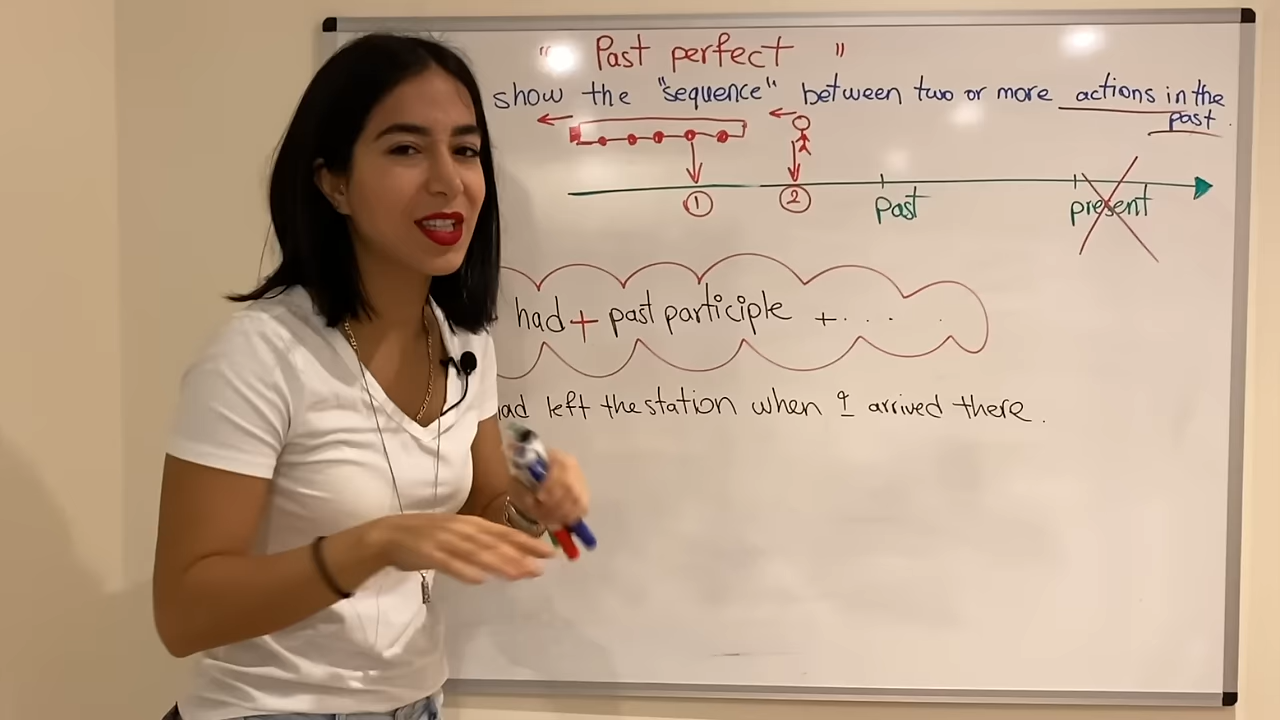 " Past perfect "
show the "sequence" between two or more actions in the
past.
1 2 past present
had + past participle +...
had left the station when I arrived there.